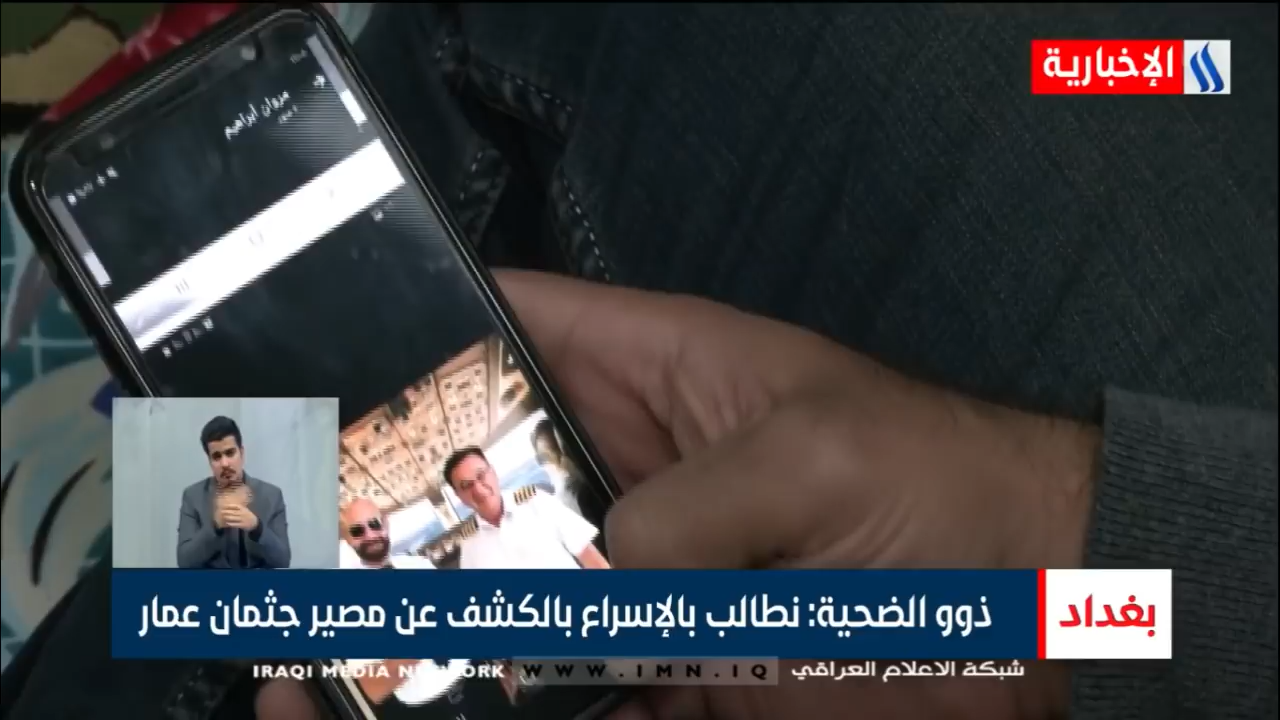 الإخبارية
مروان ابراهيم
بغداد
ذوو الضحية: نطالب بالإسراع بالكشف عن مصير جثمان عمار
IRAQI MEDIA NETWORK WWW.IMN.IQ شبكة الاعلام العراقي